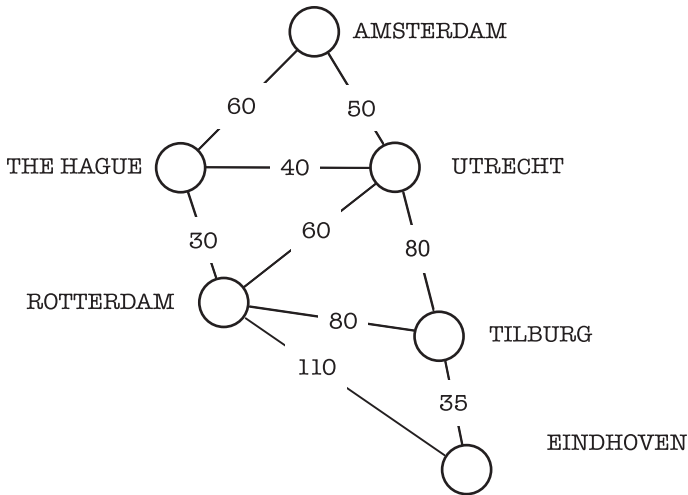 AMSTERDAM
60
50
THE HAGUE
40
UTRECHT
30
60
80
ROTTERDAM
80
TILBURG
110
35
EINDHOVEN